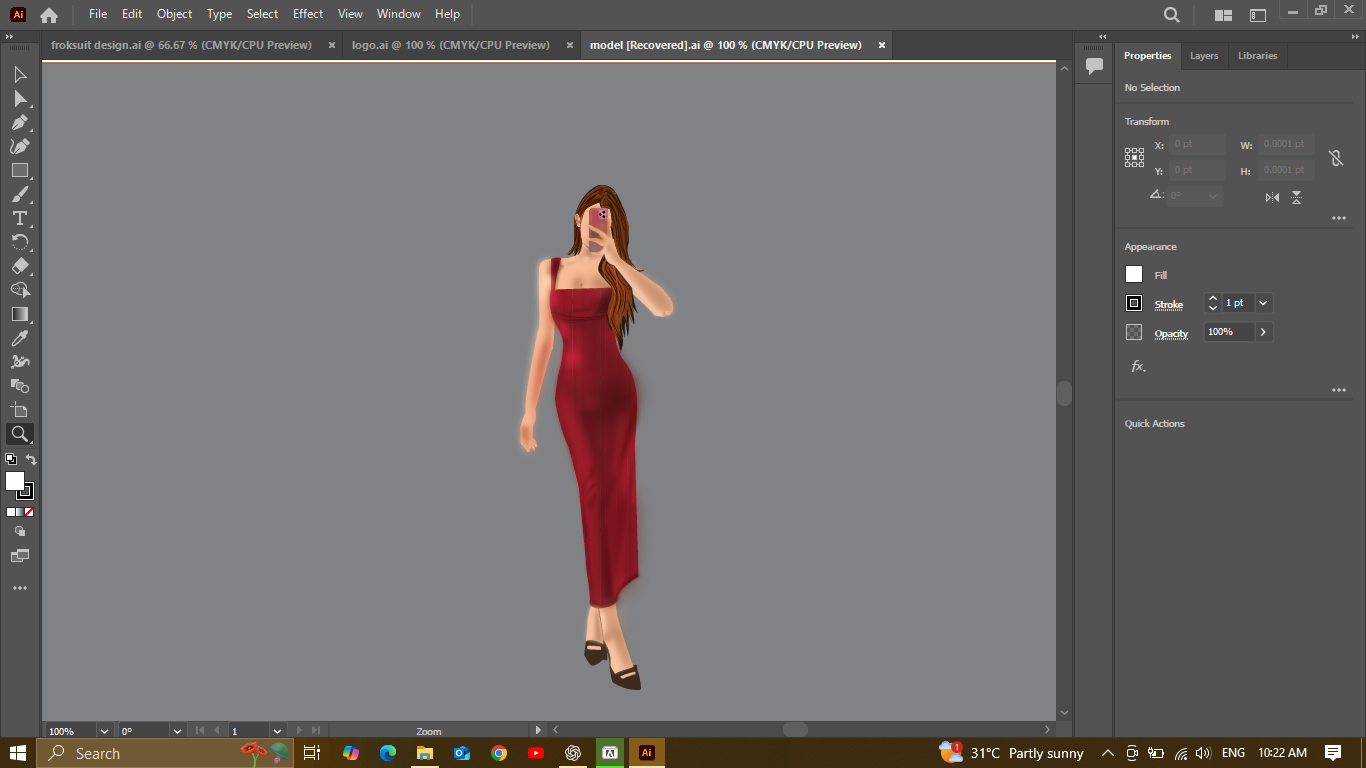 Ai File Edit Object Type Select Effect View Window Help
froksuit design.ai @ 66.67 % (CMYK/CPU Preview) × logo.ai @ 100 % (CMYK/CPU Preview) × model [Recovered].ai @ 100 % (CMYK/CPU Preview) ×
Properties Layers Libraries
No Selection
Transform
X: 0 pt W: 0.0001 pt
Y: 0 pt H: 0.0001 pt
0°
Appearance
Fill
Stroke 1 pt
Opacity 100%
fx.
Quick Actions
100% 0° 1 Zoom
Search Ai 1 31°C Partly sunny ENG 10:22 AM